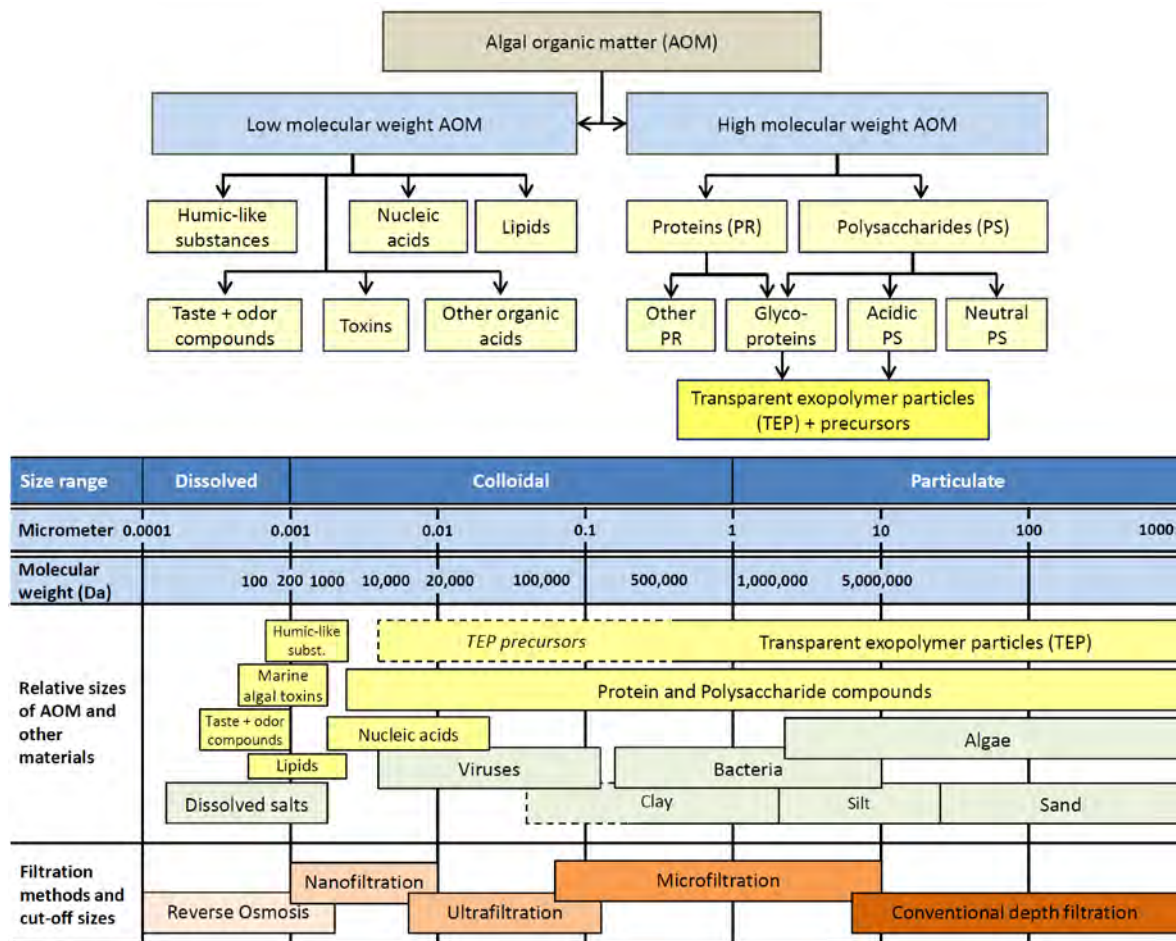 Algal organic matter (AOM)
Low molecular weight AOM
High molecular weight AOM
Humic-like
substances
Nucleic
acids
Lipids
Proteins (PR)
Polysaccharides (PS)
Taste + odor
compounds
Toxins
Other organic
acids
Other
PR
Glyco-
proteins
Acidic
PS
Neutral
PS
Transparent exopolymer particles
(TEP) + precursors
Size range Dissolved Colloidal Particulate
Micrometer 0.0001 0.001 0.01 0.1 1 10 100 1000
Molecular
weight (Da)
100 200 1000 10,000 20,000 100,000 500,000 1,000,000 5,000,000
Relative sizes
of AOM and
other
materials
Humic-like
subst.
TEP precursors
Transparent exopolymer particles (TEP)
Marine
algal toxins
Protein and Polysaccharide compounds
Taste + odor
compounds
Nucleic acids
Algae
Lipids
Viruses
Bacteria
Dissolved salts
Clay
Silt
Sand
Filtration
methods and
cut-off sizes
Nanofiltration
Microfiltration
Reverse Osmosis
Ultrafiltration
Conventional depth filtration